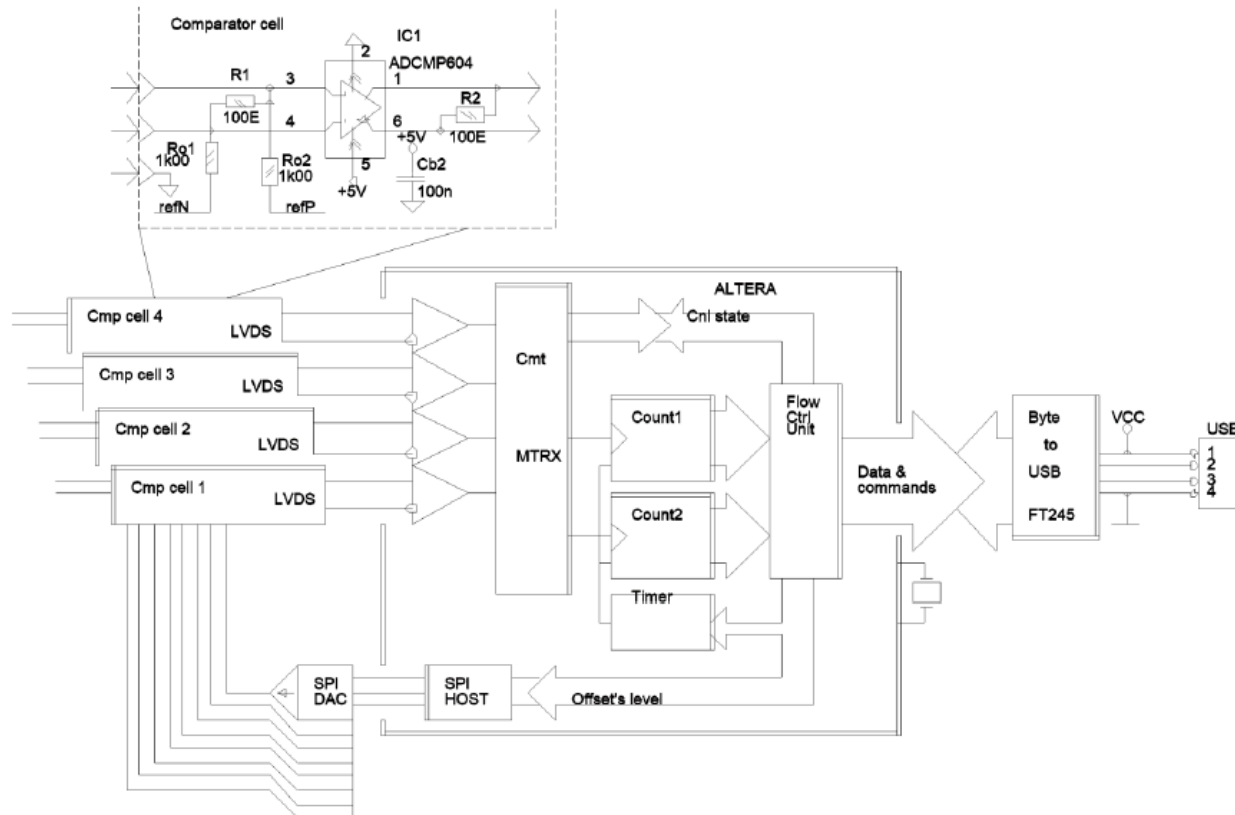 Comparator cell
IC1
ADCMP604
2
R1
3
1
R2
100E
4
6
100E
+5V
Ro1
1k00
Ro2
1k00
5
+5V
Cb2
100n
refN
refP
ALTERA
Cmp cell 4
LVDS
Cnl state
Cmt
Cmp cell 3
LVDS
Count1
Flow
Ctrl
Unit
Byte
to
USB
FT245
VCC
USB
1
2
3
4
Cmp cell 2
LVDS
MTRX
Cmp cell 1
LVDS
Data &
commands
Count2
Timer
SPI
DAC
SPI
HOST
Offset's level